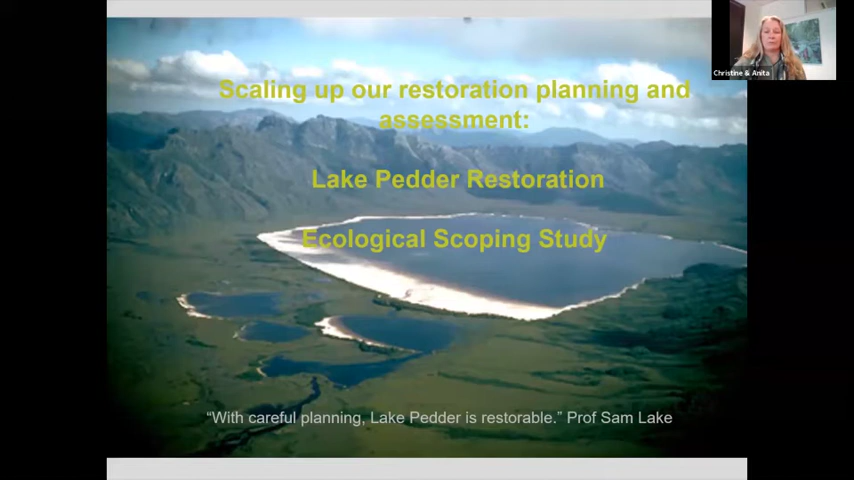 Scaling up our restoration planning and
assessment:
Lake Pedder Restoration
Ecological Scoping Study
“With careful planning, Lake Pedder is restorable.” Prof Sam Lake
Christine & Anita